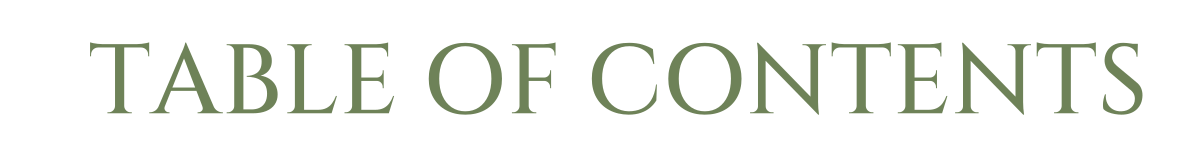 TABLE OF CONTENTS